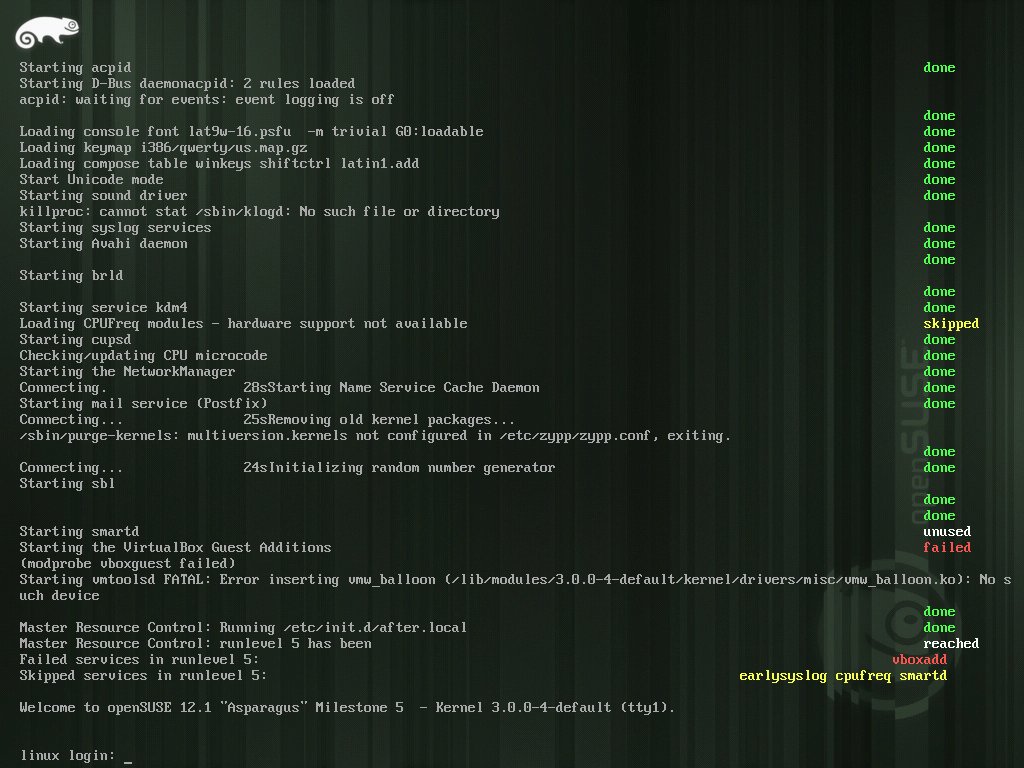 Starting acpid done
Starting D-Bus daemonacpid: 2 rules loaded
acpid: waiting for events: event logging is off
done
Loading console font lat9w-16.psfu  -m trivial G0:loadable done
Loading keymap i386/qwerty/us.map.gz done
Loading compose table winkeys shiftctrl latin1.add done
Start Unicode mode done
Starting sound driver done
killproc: cannot stat /sbin/klogd: No such file or directory
Starting syslog services done
Starting Avahi daemon done
done
Starting brld
done
Starting service kdm4 done
Loading CPUFreq modules - hardware support not available skipped
Starting cupsd done
Checking/updating CPU microcode done
Starting the NetworkManager done
Connecting. 28sStarting Name Service Cache Daemon done
Starting mail service (Postfix) done
Connecting... 25sRemoving old kernel packages...
/sbin/purge-kernels: multiversion.kernels not configured in /etc/zypp/zypp.conf, exiting.
done
Connecting... 24sInitializing random number generator done
Starting sbl
done
done
Starting smartd unused
Starting the VirtualBox Guest Additions failed
(modprobe vboxguest failed)
Starting vmtoolsd FATAL: Error inserting vmw_balloon (/lib/modules/3.0.0-4-default/kernel/drivers/misc/vmw_balloon.ko): No s
uch device
done
Master Resource Control: Running /etc/init.d/after.local done
Master Resource Control: runlevel 5 has been reached
Failed services in runlevel 5: vboxadd
Skipped services in runlevel 5: earlysyslog cpufreq smartd
Welcome to openSUSE 12.1 "Asparagus" Milestone 5  - Kernel 3.0.0-4-default (tty1).
linux login: _
openSUSE